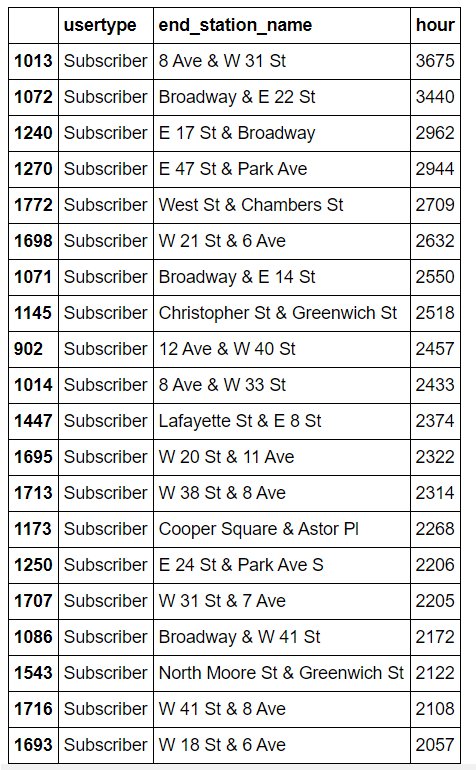 usertype end_station_name hour
1013 Subscriber 8 Ave & W 31 St 3675
1072 Subscriber Broadway & E 22 St 3440
1240 Subscriber E 17 St & Broadway 2962
1270 Subscriber E 47 St & Park Ave 2944
1772 Subscriber West St & Chambers St 2709
1698 Subscriber W 21 St & 6 Ave 2632
1071 Subscriber Broadway & E 14 St 2550
1145 Subscriber Christopher St & Greenwich St 2518
902 Subscriber 12 Ave & W 40 St 2457
1014 Subscriber 8 Ave & W 33 St 2433
1447 Subscriber Lafayette St & E 8 St 2374
1695 Subscriber W 20 St & 11 Ave 2322
1713 Subscriber W 38 St & 8 Ave 2314
1173 Subscriber Cooper Square & Astor Pl 2268
1250 Subscriber E 24 St & Park Ave S 2206
1707 Subscriber W 31 St & 7 Ave 2205
1086 Subscriber Broadway & W 41 St 2172
1543 Subscriber North Moore St & Greenwich St 2122
1716 Subscriber W 41 St & 8 Ave 2108
1693 Subscriber W 18 St & 6 Ave 2057